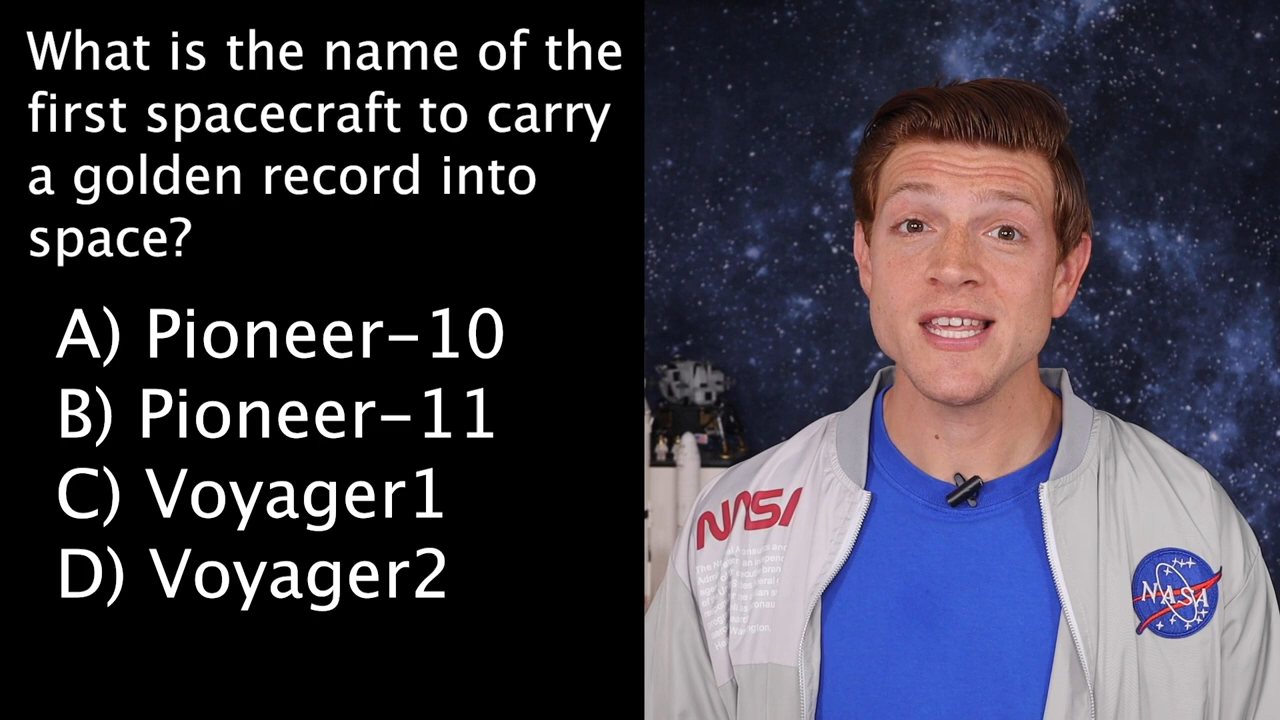 What is the name of the
first spacecraft to carry
a golden record into
space?
A) Pioneer-10
B) Pioneer-11
C) Voyager1
D) Voyager2
NASA
NASA